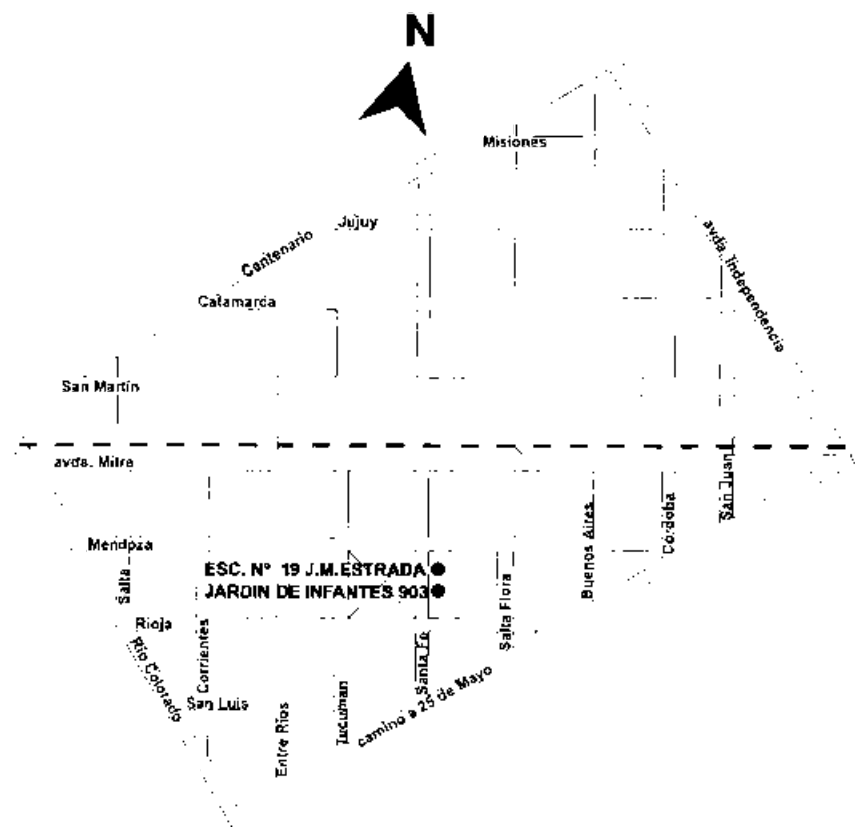 N
Misiones
Jujuy
Centenario
avda. Independencia
Catamarca
San Martín
avda. Mitre
San Juan
Córdoba
Buenos Aires
Mendoza
ESC. Nº 19 J.M.ESTRADA
Salta
JARDIN DE INFANTES 903
Salta Flora
Rioja
Corrientes
Santa Fe
Río Colorado
San Luis
Tucuman
camino a 25 de Mayo
Entre Ríos